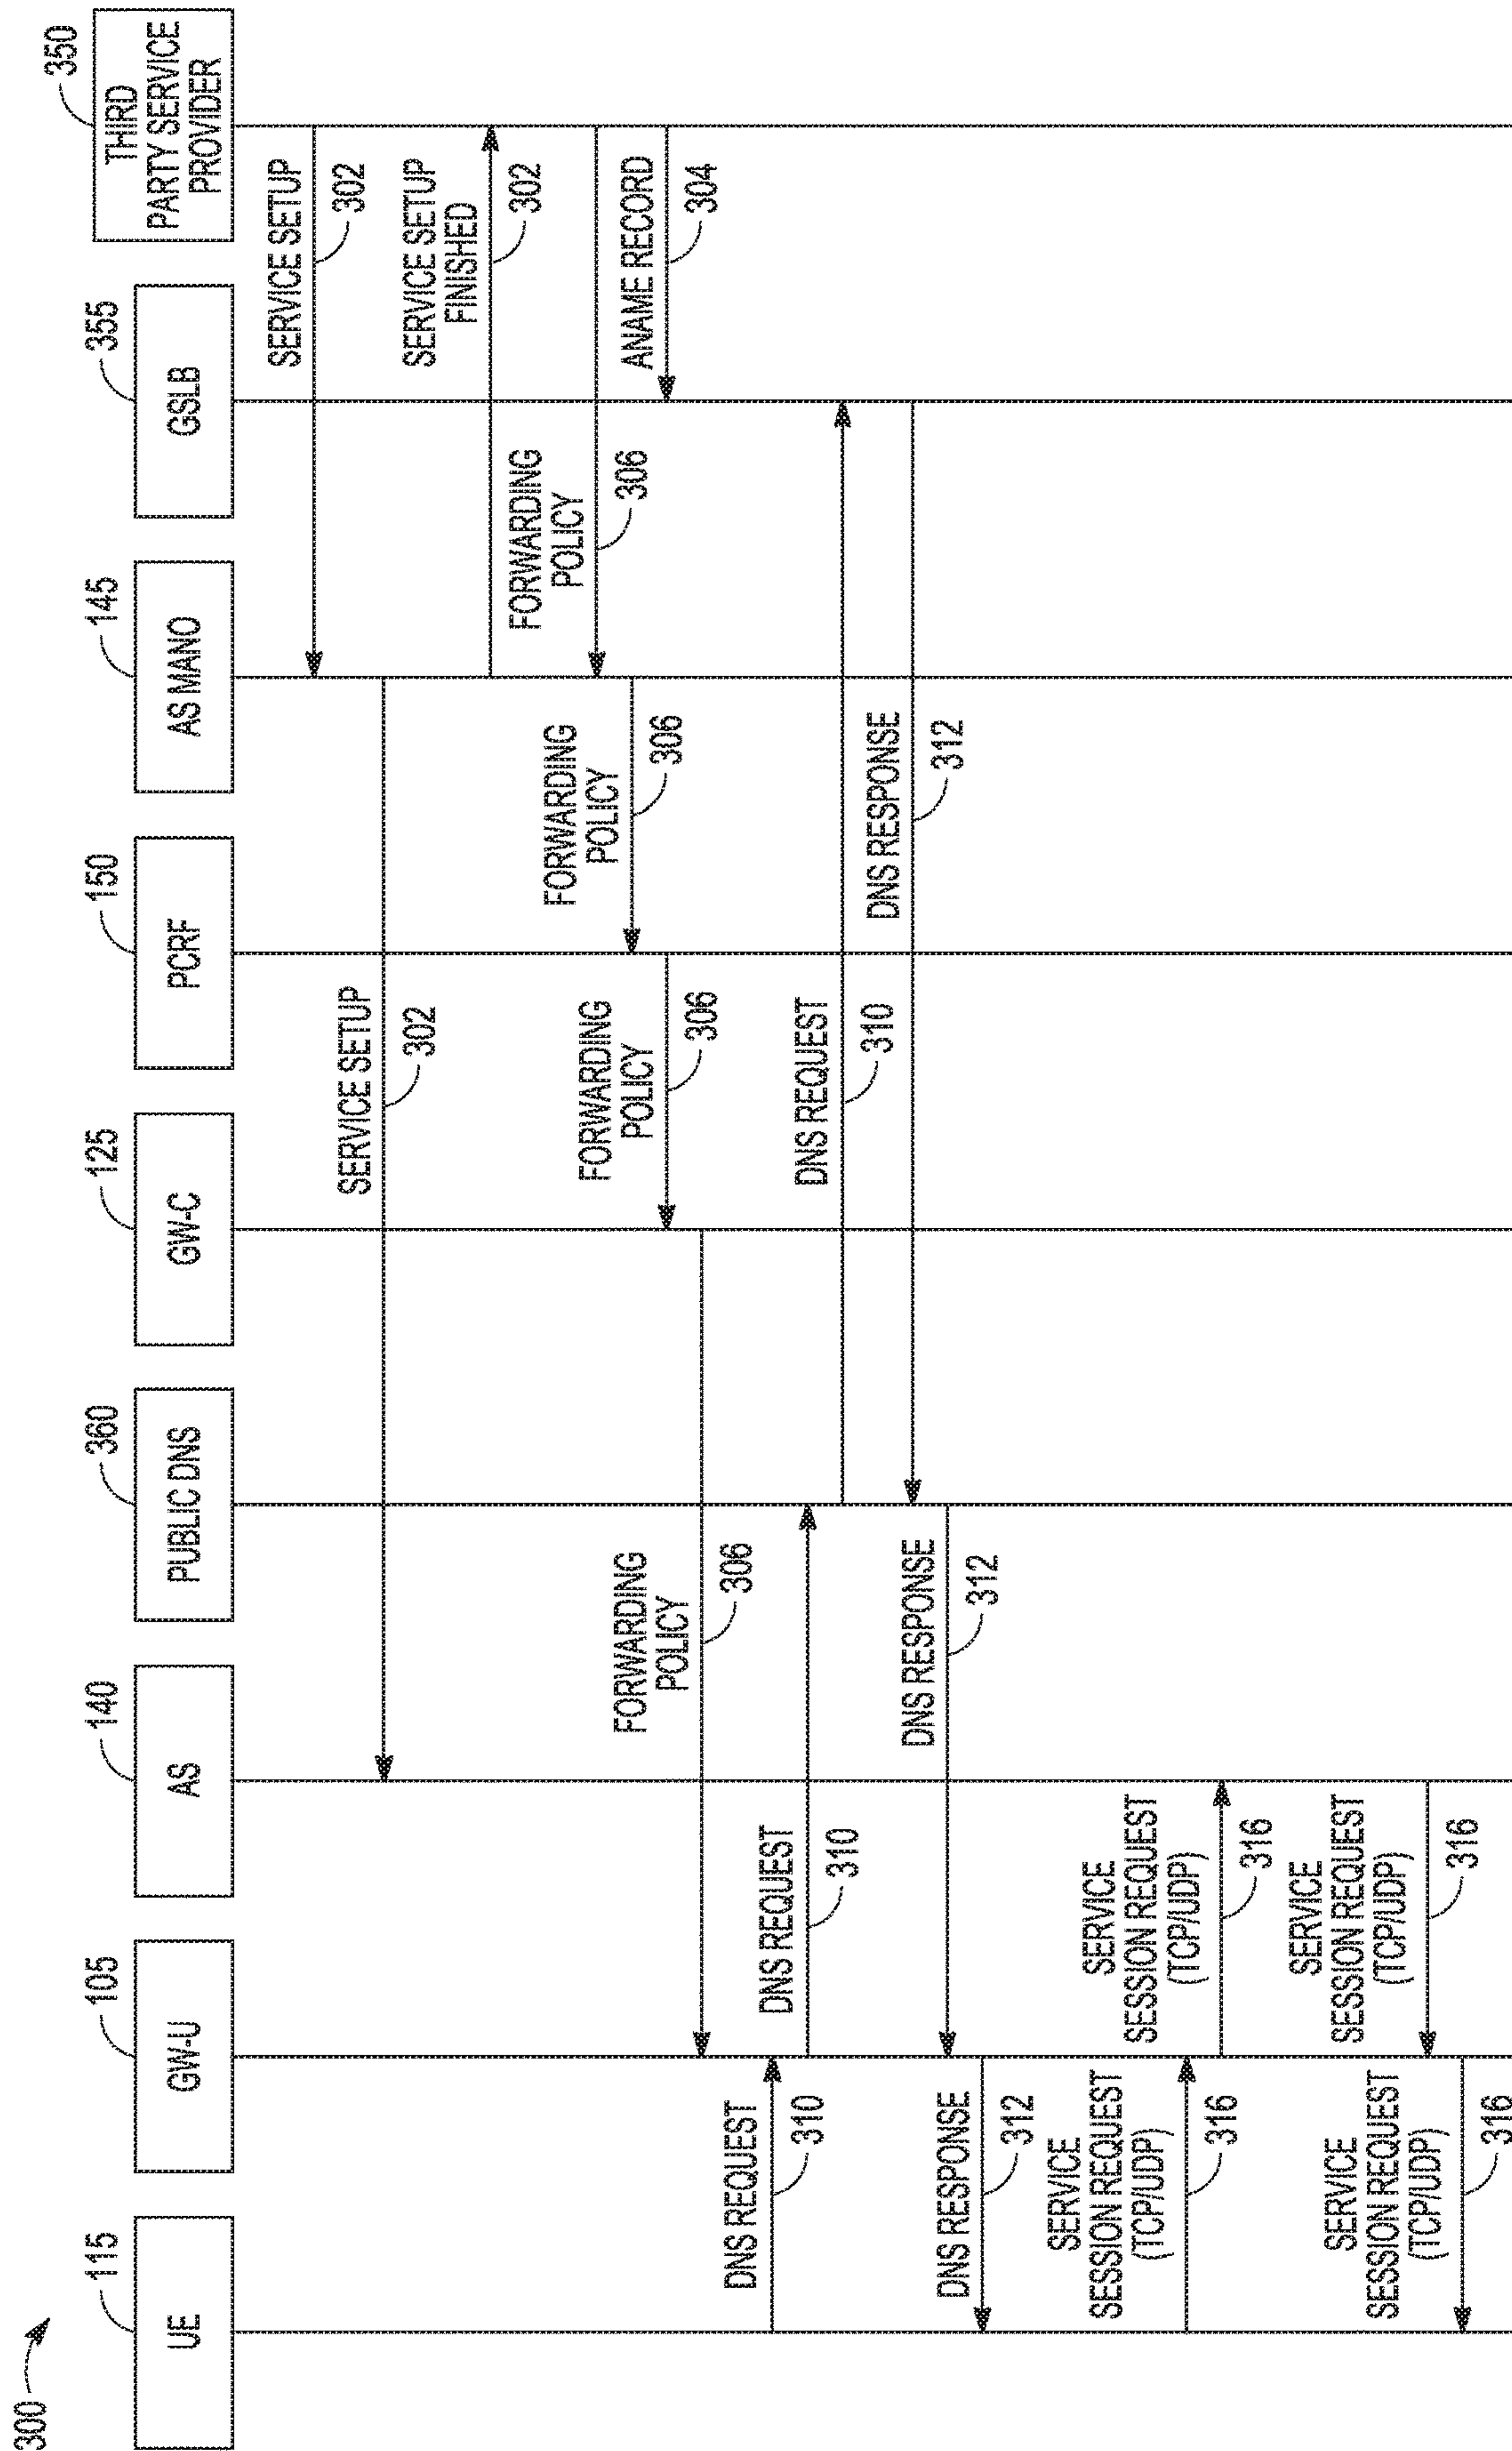 300
115
UE
105
GW-U
140
AS
360
PUBLIC DNS
125
GW-C
150
PCRF
145
AS MANO
355
GSLB
350
THIRD
PARTY SERVICE
PROVIDER
SERVICE SETUP
302
SERVICE SETUP
302
SERVICE SETUP
FINISHED
302
FORWARDING
POLICY
306
FORWARDING
POLICY
306
ANAME RECORD
304
FORWARDING
POLICY
306
FORWARDING
POLICY
306
DNS REQUEST
310
DNS REQUEST
310
DNS REQUEST
310
DNS RESPONSE
312
DNS RESPONSE
312
DNS RESPONSE
312
SERVICE
SESSION REQUEST
(TCP/UDP)
316
SERVICE
SESSION REQUEST
(TCP/UDP)
316
SERVICE
SESSION REQUEST
(TCP/UDP)
316
SERVICE
SESSION REQUEST
(TCP/UDP)
316